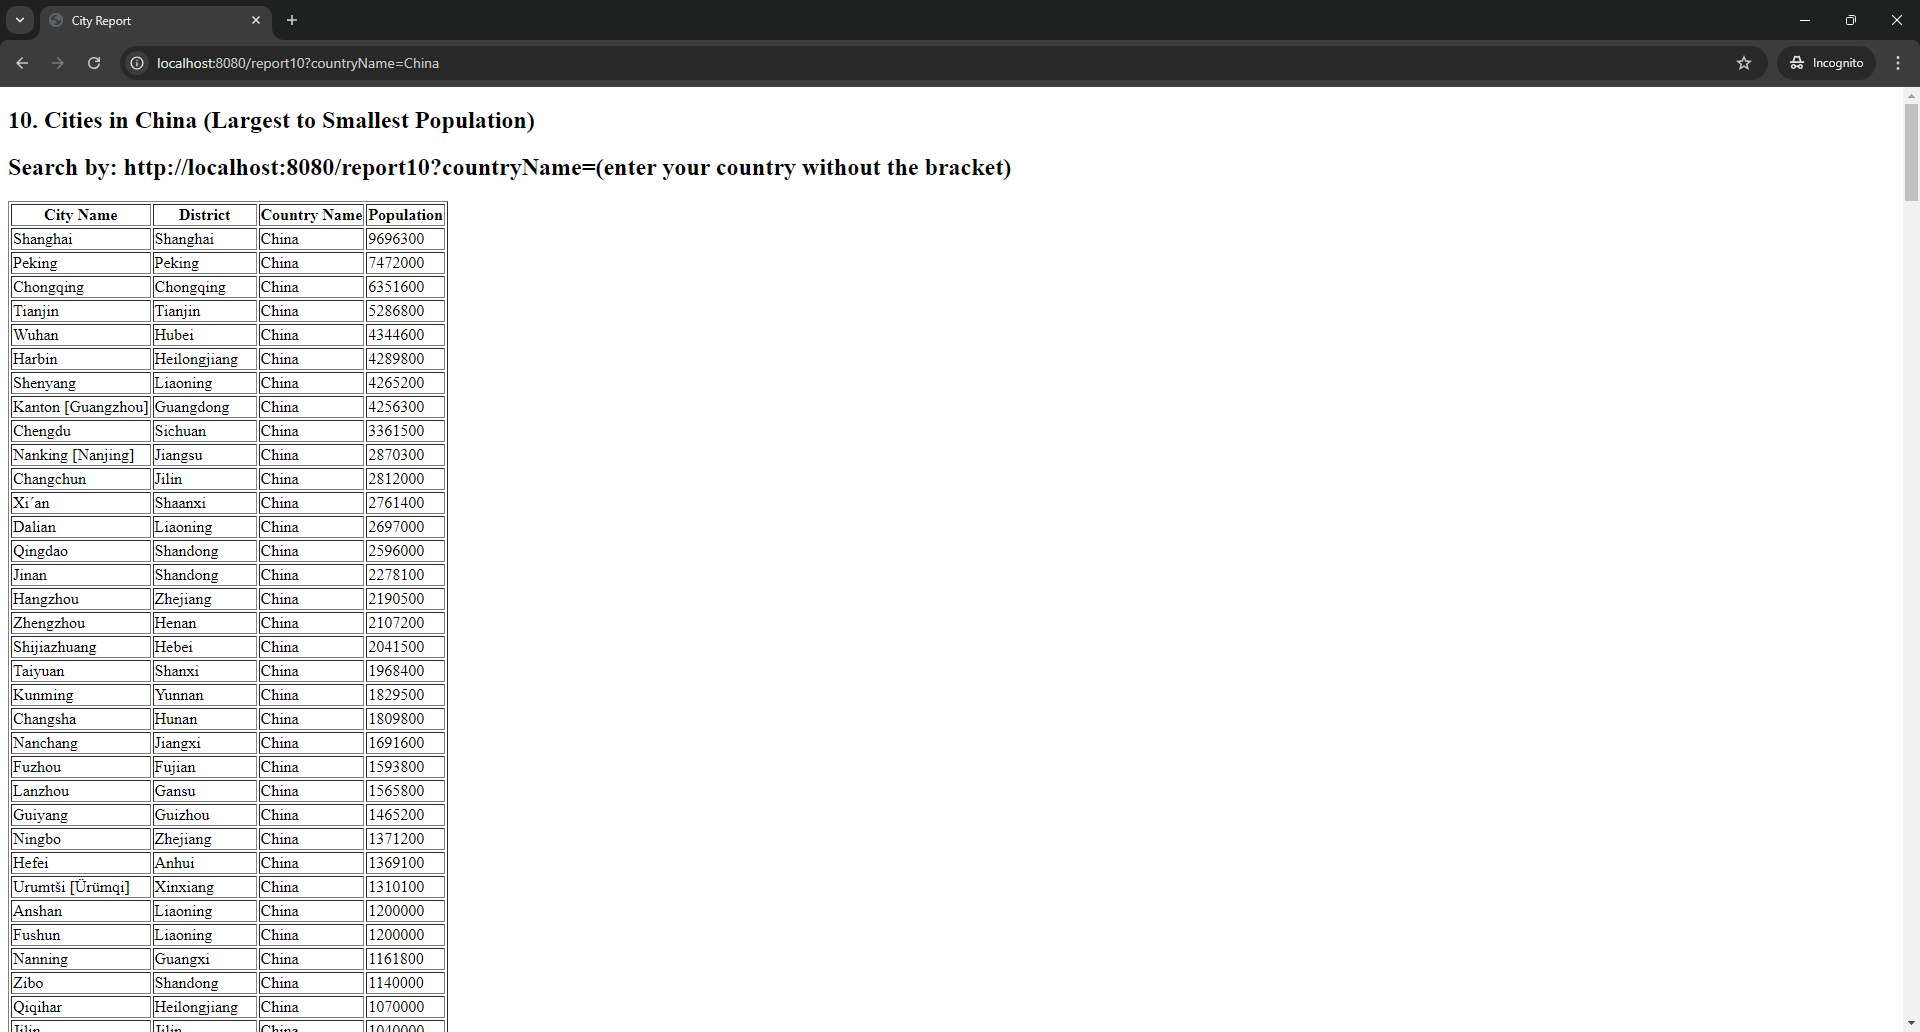 City Report
localhost:8080/report10?countryName=China
Incognito
10. Cities in China (Largest to Smallest Population)
Search by: http://localhost:8080/report10?countryName=(enter your country without the bracket)
City Name District Country Name Population
Shanghai Shanghai China 9696300
Peking Peking China 7472000
Chongqing Chongqing China 6351600
Tianjin Tianjin China 5286800
Wuhan Hubei China 4344600
Harbin Heilongjiang China 4289800
Shenyang Liaoning China 4265200
Kanton [Guangzhou] Guangdong China 4256300
Chengdu Sichuan China 3361500
Nanking [Nanjing] Jiangsu China 2870300
Changchun Jilin China 2812000
Xi´an Shaanxi China 2761400
Dalian Liaoning China 2697000
Qingdao Shandong China 2596000
Jinan Shandong China 2278100
Hangzhou Zhejiang China 2190500
Zhengzhou Henan China 2107200
Shijiazhuang Hebei China 2041500
Taiyuan Shanxi China 1968400
Kunming Yunnan China 1829500
Changsha Hunan China 1809800
Nanchang Jiangxi China 1691600
Fuzhou Fujian China 1593800
Lanzhou Gansu China 1565800
Guiyang Guizhou China 1465200
Ningbo Zhejiang China 1371200
Hefei Anhui China 1369100
Urumtši [Ürümqi] Xinxiang China 1310100
Anshan Liaoning China 1200000
Fushun Liaoning China 1200000
Nanning Guangxi China 1161800
Zibo Shandong China 1140000
Qiqihar Heilongjiang China 1070000
Jilin Jilin China 1040000